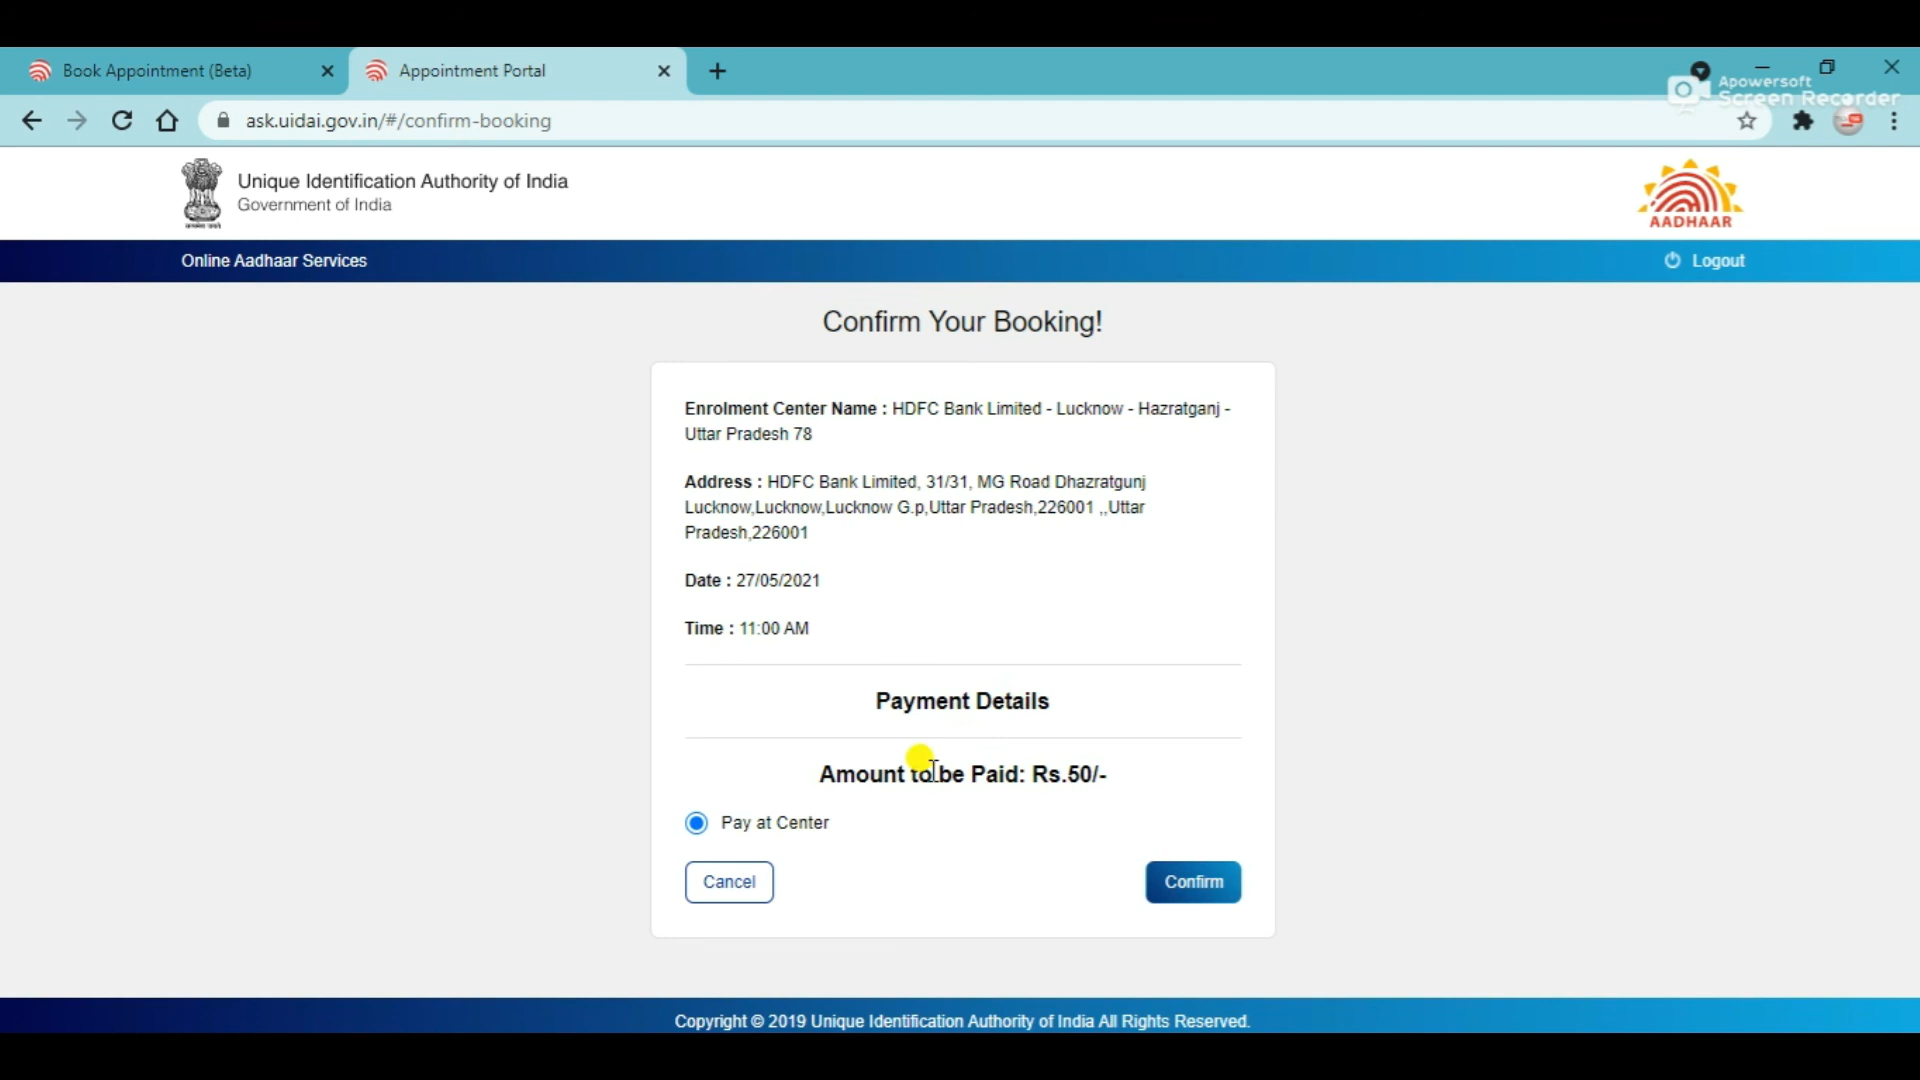 Book Appointment (Beta)
Appointment Portal
Apowersoft
Screen Recorder
ask.uidai.gov.in/#/confirm-booking
Unique Identification Authority of India
Government of India
AADHAAR
Online Aadhaar Services
Logout
Confirm Your Booking!
Enrolment Center Name : HDFC Bank Limited - Lucknow - Hazratganj -
Uttar Pradesh 78
Address : HDFC Bank Limited, 31/31, MG Road Dhazratgunj
Lucknow,Lucknow,Lucknow G.p,Uttar Pradesh,226001 ,,Uttar
Pradesh,226001
Date : 27/05/2021
Time : 11:00 AM
Payment Details
Amount to be Paid: Rs.50/-
Pay at Center
Cancel
Confirm
Copyright © 2019 Unique Identification Authority of India All Rights Reserved.